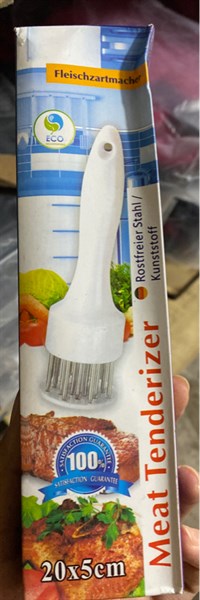 Fleischzartmacher
ECO
Rostfreier Stahl /
Kunststoff
Meat Tenderizer
SATISFACTION GUARANTEE
100%
SATISFACTION GUARANTEE
20x5cm